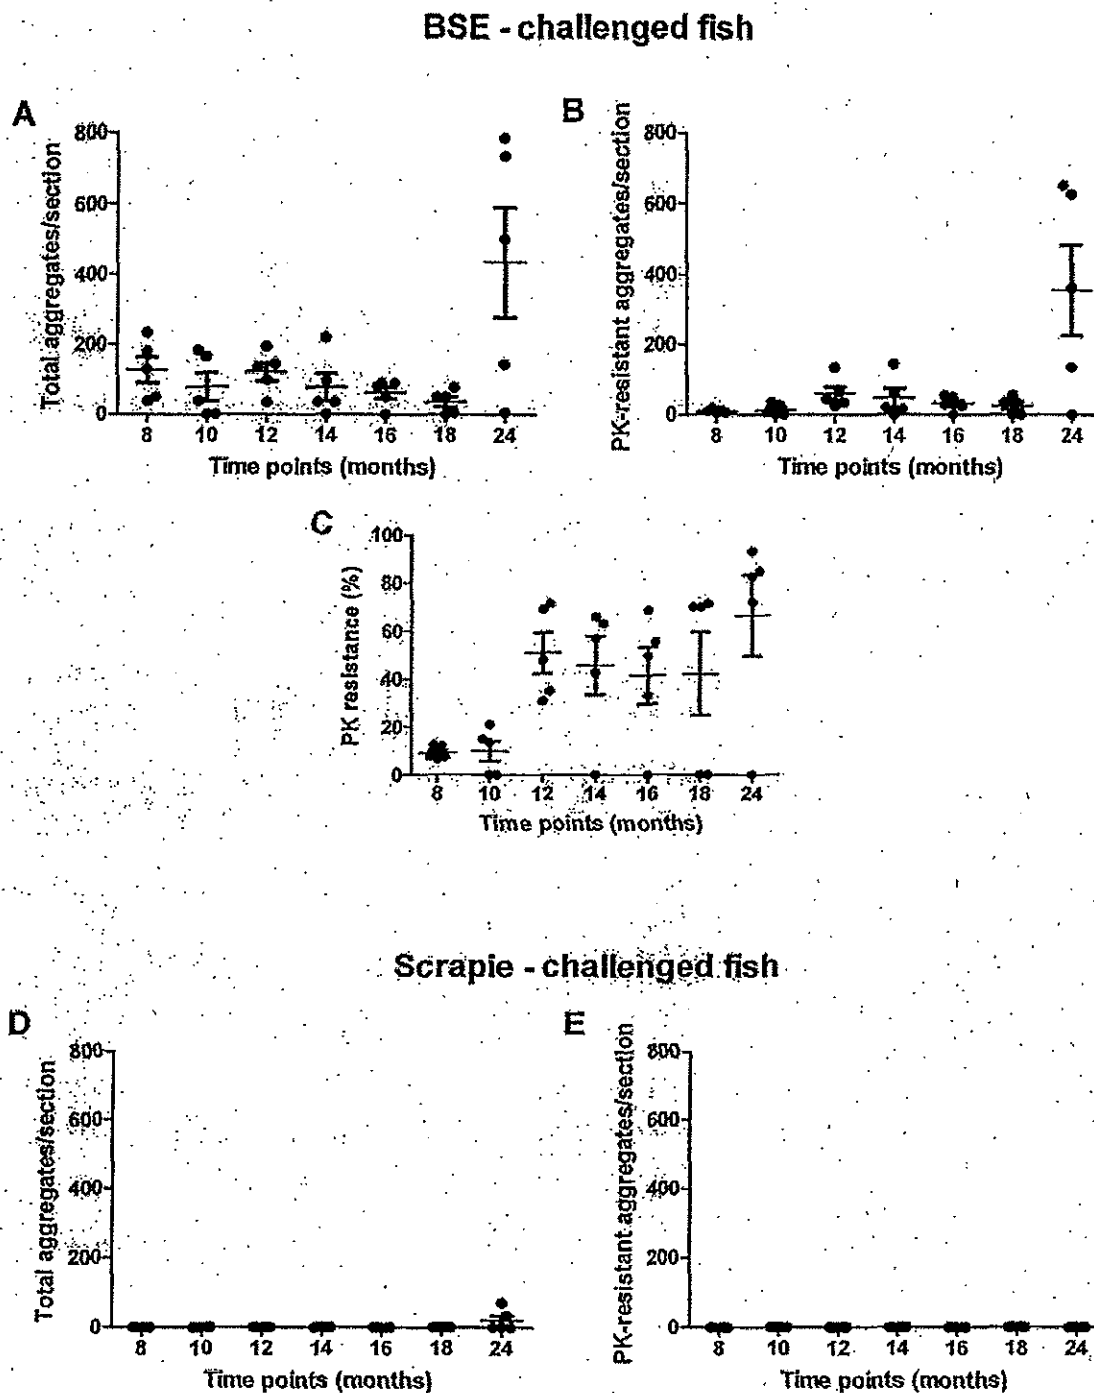 BSE - challenged fish
A
Total aggregates/section
800
600
400
200
0
8 10 12 14 16 18 24
Time points (months)
B
PK-resistant aggregates/section
800
600
400
200
0
8 10 12 14 16 18 24
Time points (months)
C
PK resistance (%)
100
80
60
40
20
0
8 10 12 14 16 18 24
Time points (months)
Scrapie - challenged fish
D
Total aggregates/section
800
600
400
200
0
8 10 12 14 16 18 24
Time points (months)
E
PK-resistant aggregates/section
800
600
400
200
0
8 10 12 14 16 18 24
Time points (months)